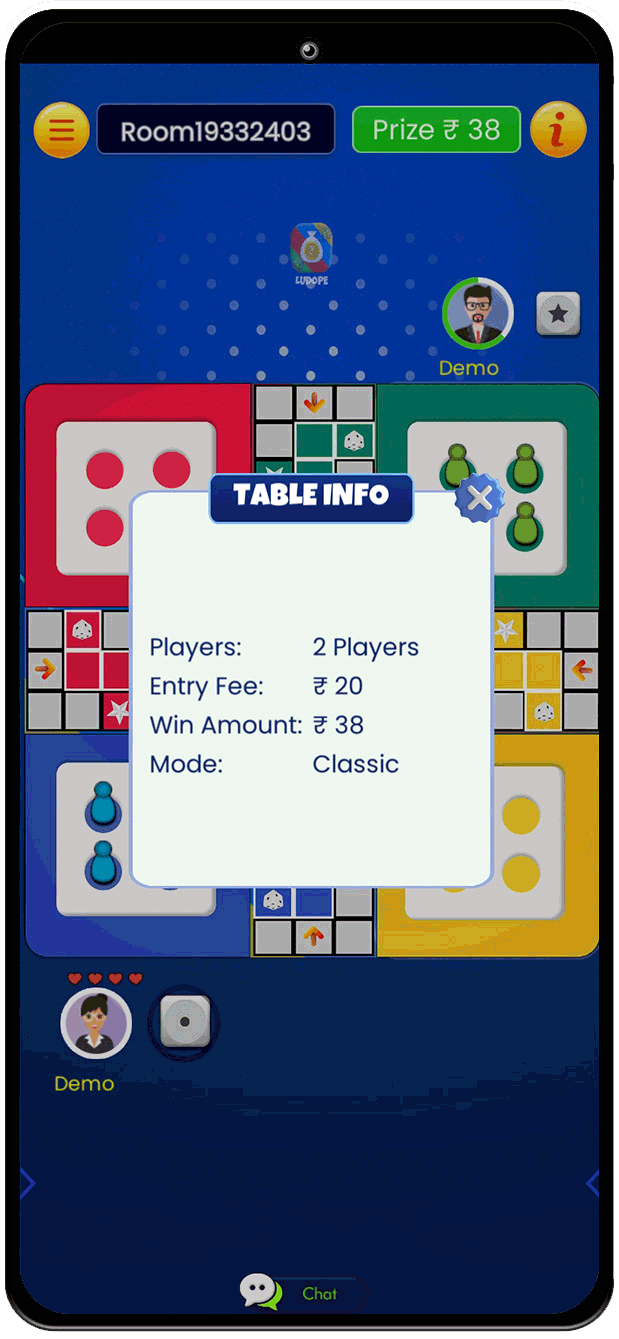 Room19332403
Prize ₹ 38
i
LUDOPE
Demo
TABLE INFO
Players: 2 Players
Entry Fee: ₹ 20
Win Amount: ₹ 38
Mode: Classic
Demo
Chat